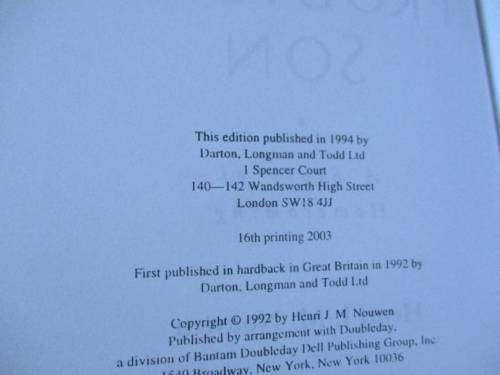 SON
This edition published in 1994 by
Darton, Longman and Todd Ltd
1 Spencer Court
140—142 Wandsworth High Street
London SW18 4JJ
16th printing 2003
First published in hardback in Great Britain in 1992 by
Darton, Longman and Todd Ltd
Copyright © 1992 by Henri J. M. Nouwen
Published by arrangement with Doubleday,
a division of Bantam Doubleday Dell Publishing Group, Inc.
1540 Broadway, New York, New York 10036